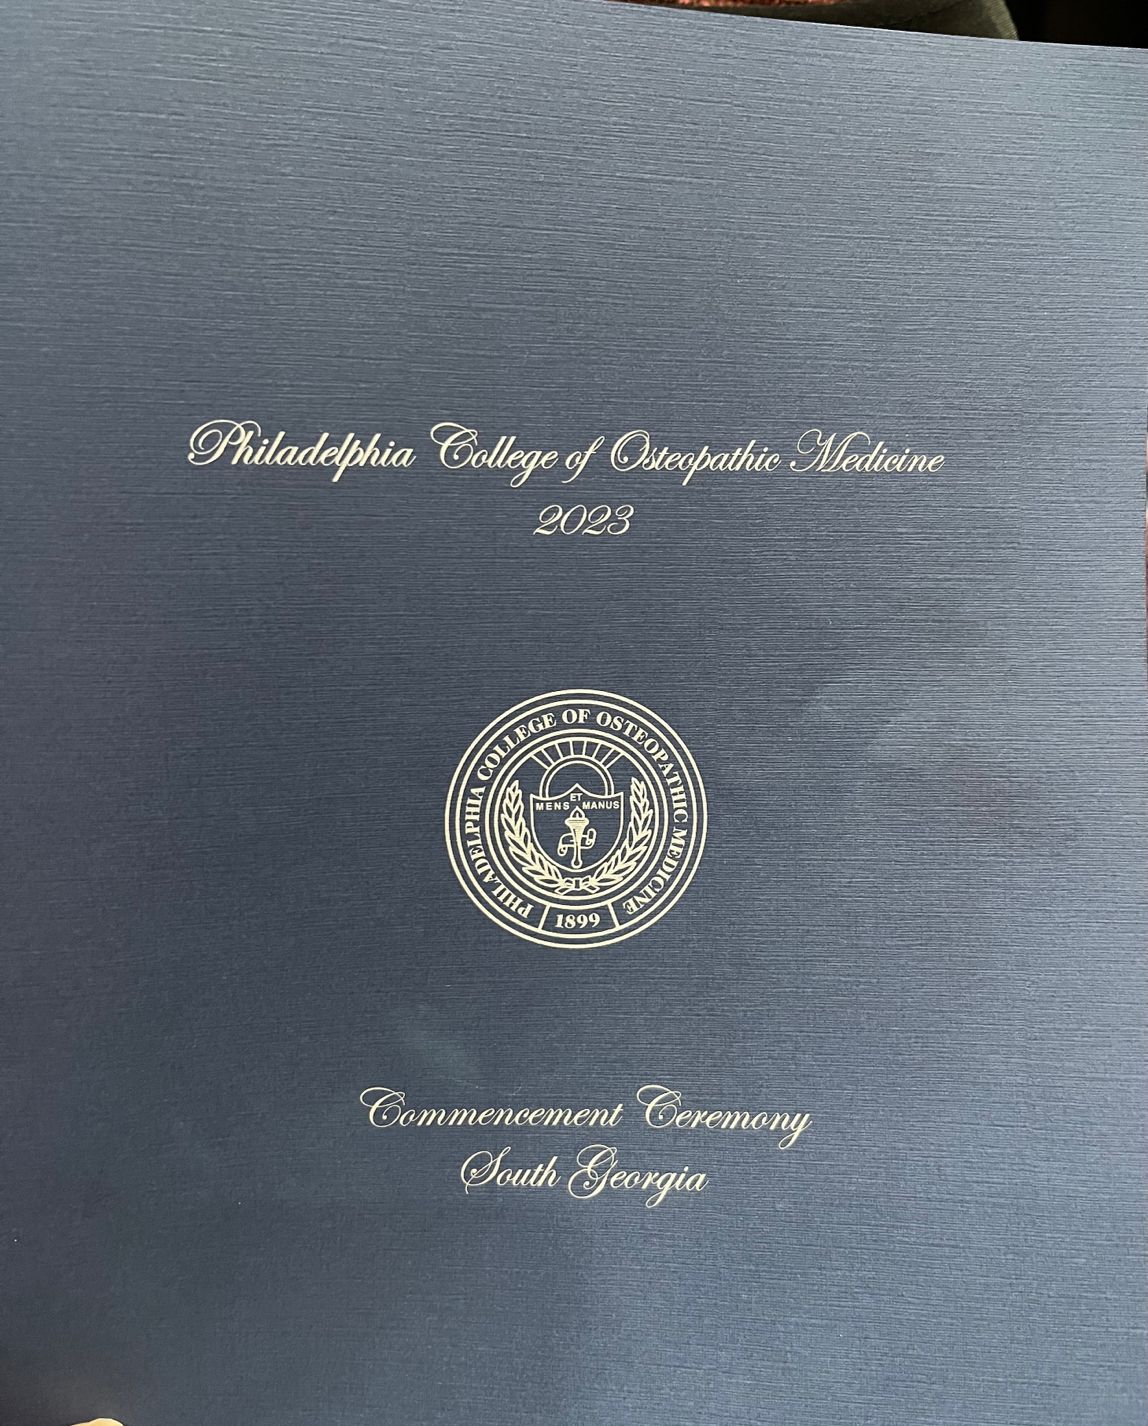 Philadelphia College of Osteopathic Medicine
2023
PHILADELPHIA COLLEGE OF OSTEOPATHIC MEDICINE
ET
MENS MANUS
1899
Commencement Ceremony
South Georgia